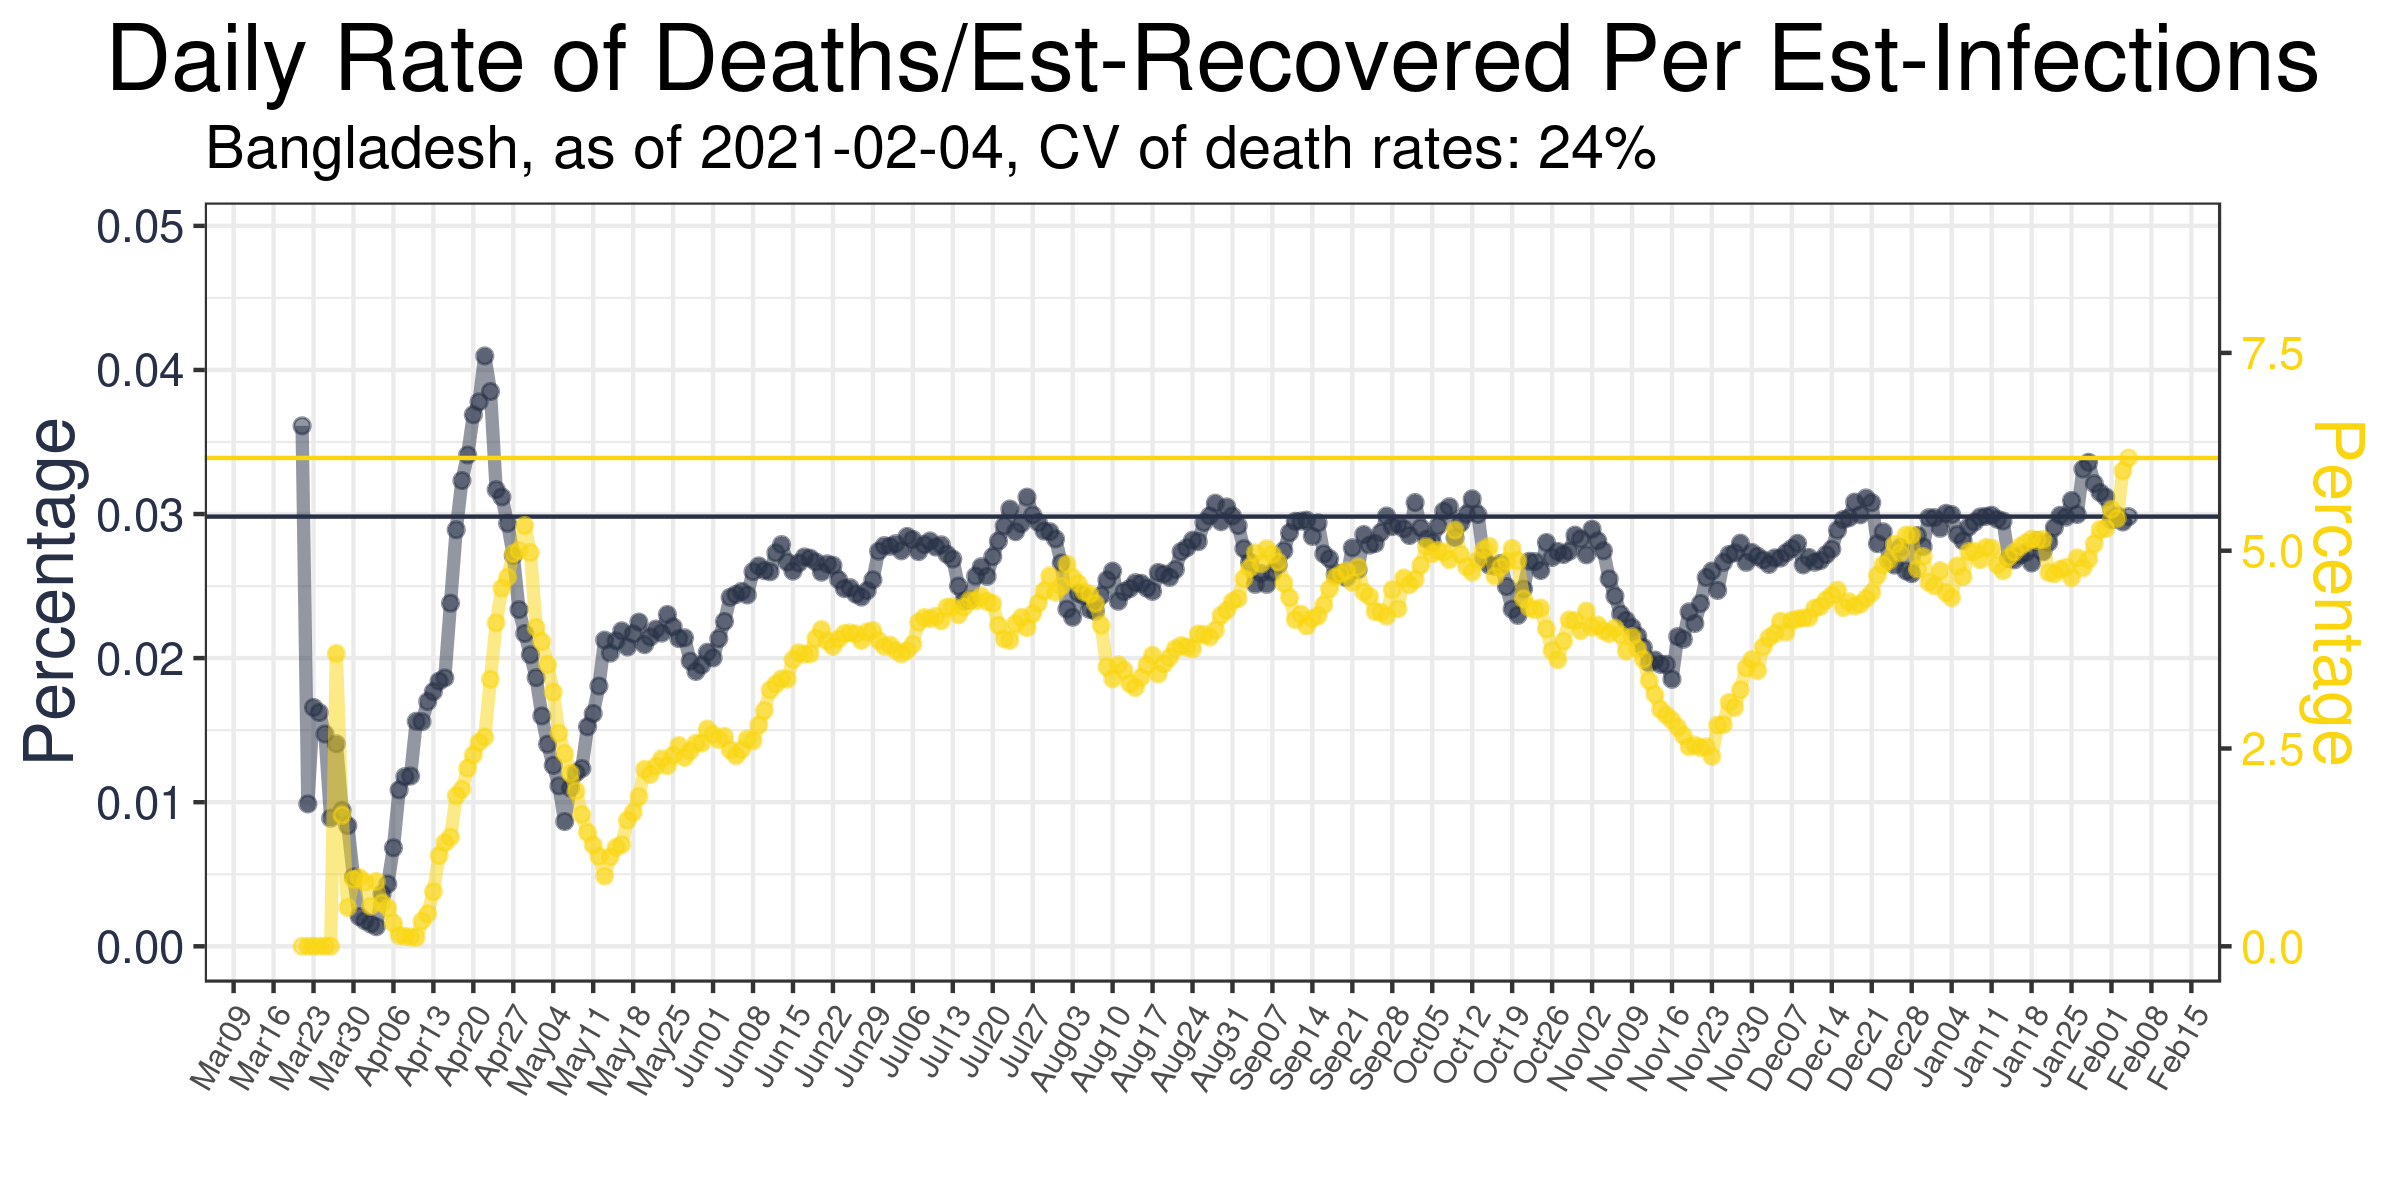 Daily Rate of Deaths/Est-Recovered Per Est-Infections
Bangladesh, as of 2021-02-04, CV of death rates: 24%
Percentage
0.05
0.04
0.03
0.02
0.01
0.00
7.5
5.0
2.5
0.0
Percentage
Mar09
Mar16
Mar23
Mar30
Apr06
Apr13
Apr20
Apr27
May04
May11
May18
May25
Jun01
Jun08
Jun15
Jun22
Jun29
Jul06
Jul13
Jul20
Jul27
Aug03
Aug10
Aug17
Aug24
Aug31
Sep07
Sep14
Sep21
Sep28
Oct05
Oct12
Oct19
Oct26
Nov02
Nov09
Nov16
Nov23
Nov30
Dec07
Dec14
Dec21
Dec28
Jan04
Jan11
Jan18
Jan25
Feb01
Feb08
Feb15